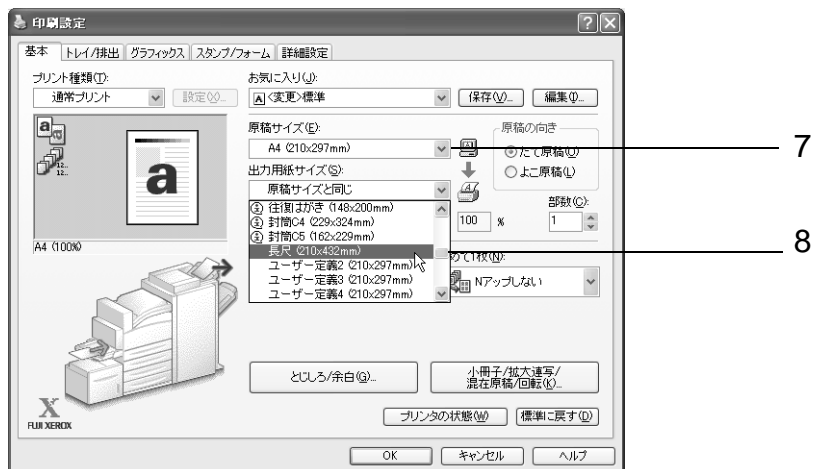 印刷設定
基本 トレイ/排出 グラフィックス スタンプ/フォーム 詳細設定
プリント種類(T):
通常プリント 設定(X)...
お気に入り(J):
<変更>標準 保存(V)... 編集(I)...
原稿サイズ(E):
A4 (210x297mm)
原稿の向き
たて原稿(U)
よこ原稿(L)
7
出力用紙サイズ(S):
原稿サイズと同じ
往復はがき (148x200mm)
封筒C4 (229x324mm)
封筒C5 (162x229mm)
長尺 (210x432mm)
ユーザー定義2 (210x297mm)
ユーザー定義3 (210x297mm)
ユーザー定義4 (210x297mm)
100 %
部数(C):
1
8
めて1枚(N):
Nアップしない
a
A4 (100%)
とじしろ/余白(G)...
小冊子/拡大連写/
混在原稿/回転(K)...
FUJI XEROX
プリンタの状態(W) 標準に戻す(D)
OK キャンセル ヘルプ